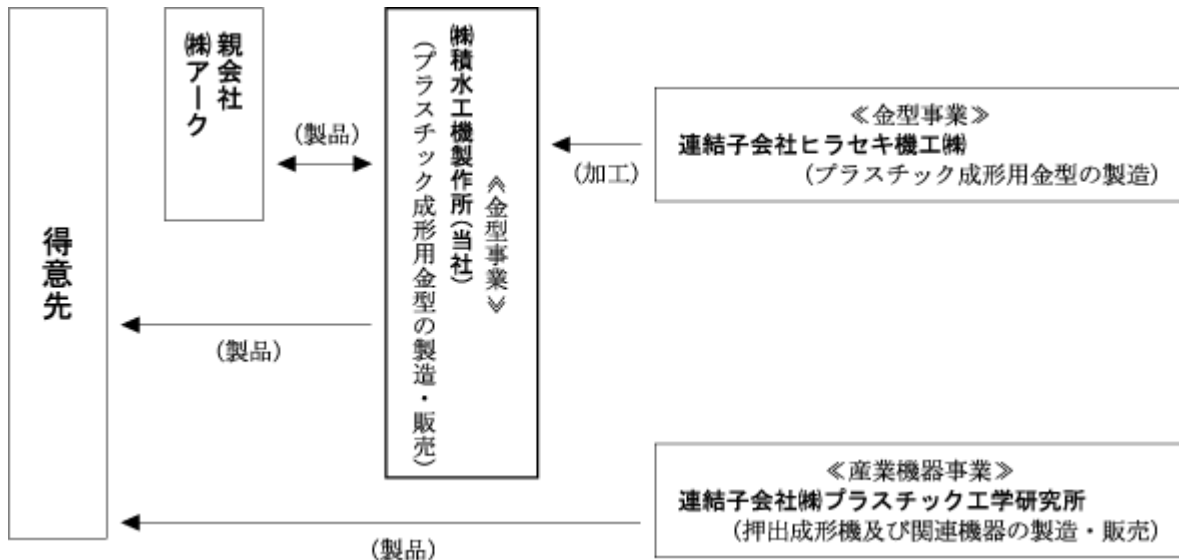 得意先
親会社
㈱アーク
(製品)
≪金型事業≫
㈱積水工機製作所(当社)
(プラスチック成形用金型の製造・販売)
(加工)
≪金型事業≫
連結子会社ヒラセキ機工㈱
(プラスチック成形用金型の製造)
(製品)
≪産業機器事業≫
連結子会社㈱プラスチック工学研究所
(押出成形機及び関連機器の製造・販売)
(製品)